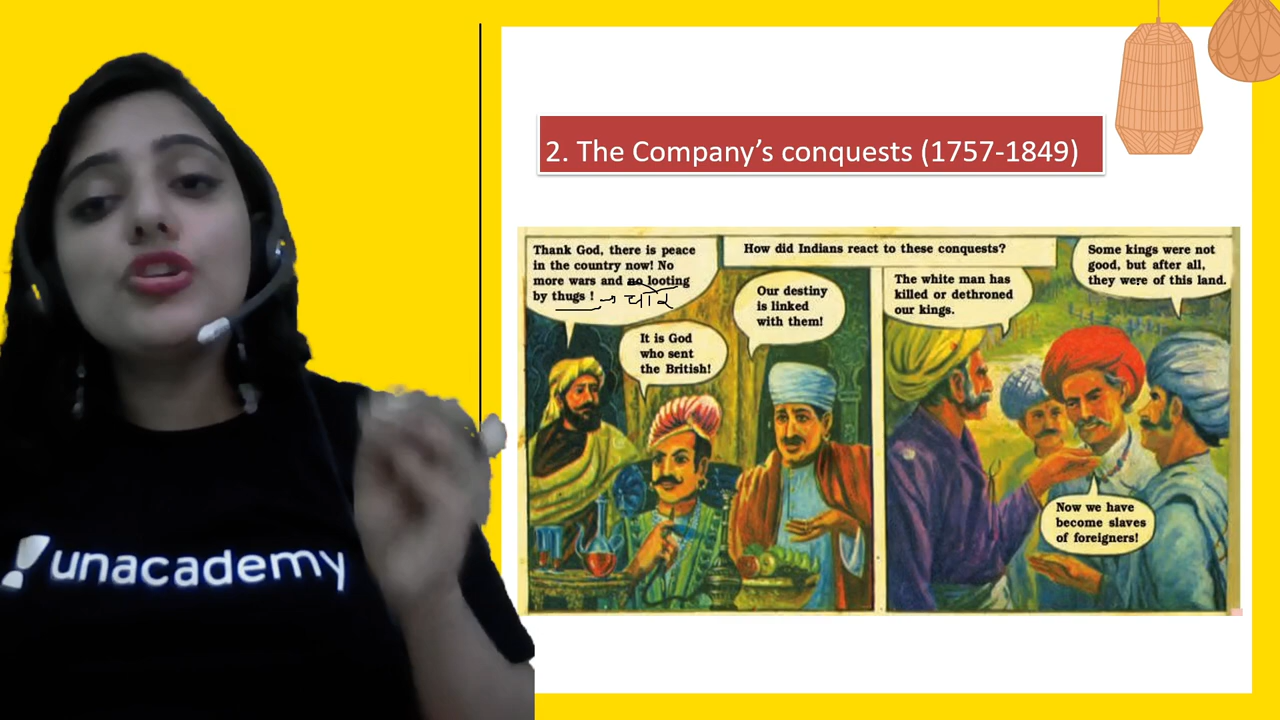 2. The Company's conquests (1757-1849)
Thank God, there is peace
in the country now! No
more wars and no looting
by thugs !
How did Indians react to these conquests?
It is God
who sent
the British!
Our destiny
is linked
with them!
The white man has
killed or dethroned
our kings.
Some kings were not
good, but after all,
they were of this land.
Now we have
become slaves
of foreigners!
unacademy